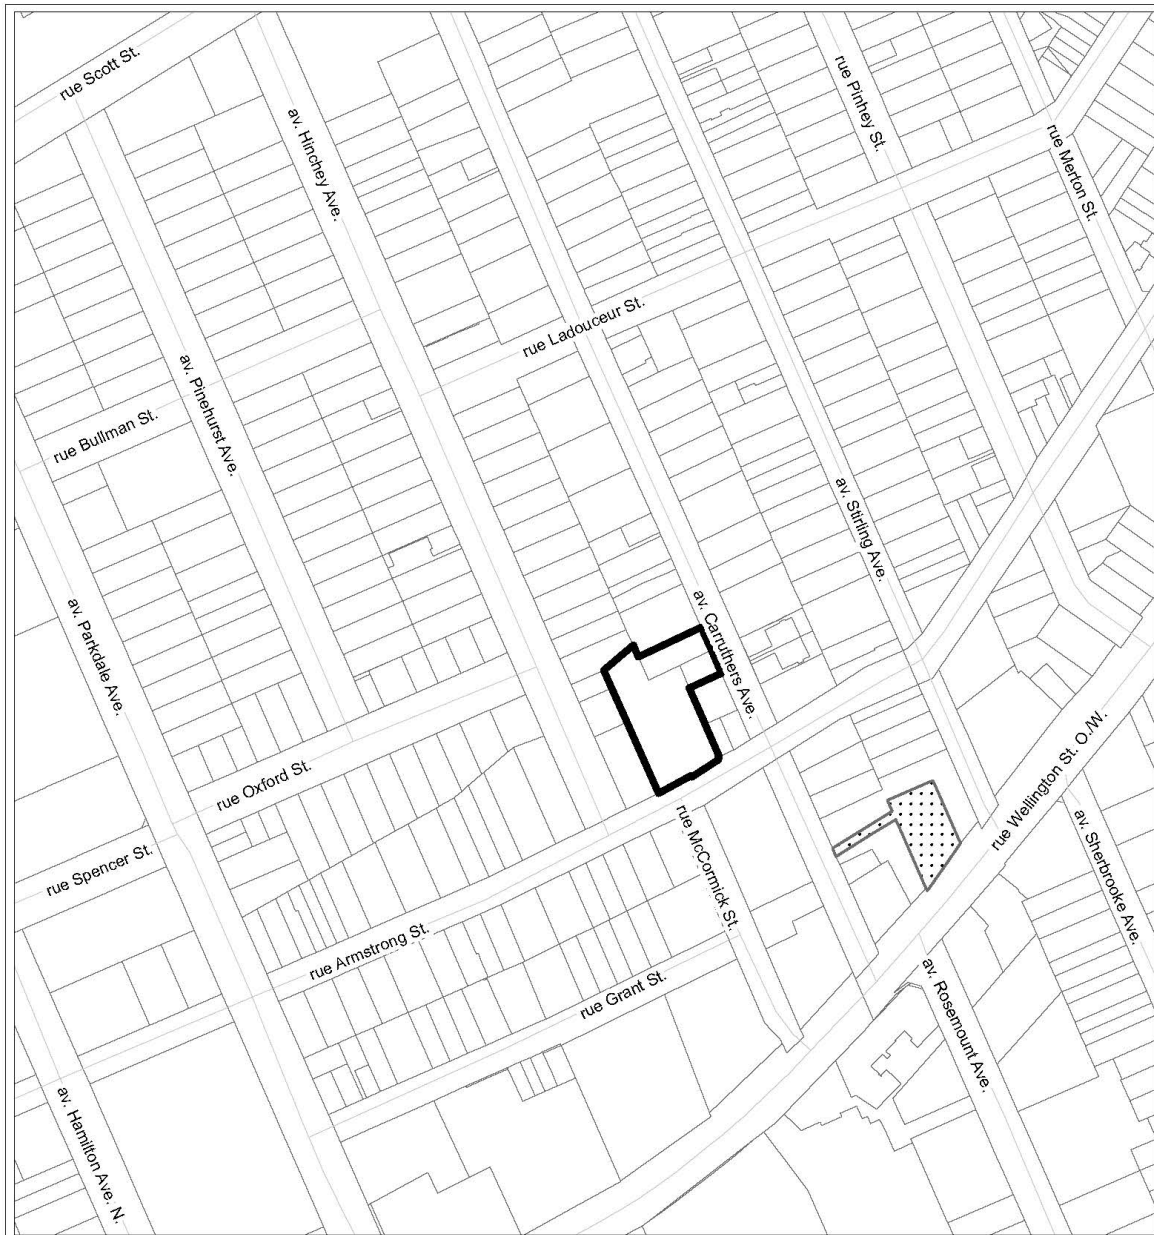 rue Scott St.
av. Hinchey Ave.
rue Pinhey St.
rue Merton St.
rue Ladouceur St.
av. Pinehurst Ave.
rue Bullman St.
av. Stirling Ave.
av. Parkdale Ave.
av. Carruthers Ave.
rue Oxford St.
rue Wellington St. O./W.
rue Spencer St.
rue McCormick St.
av. Sherbrooke Ave.
rue Armstrong St.
rue Grant St.
av. Rosemount Ave.
av. Hamilton Ave. N.